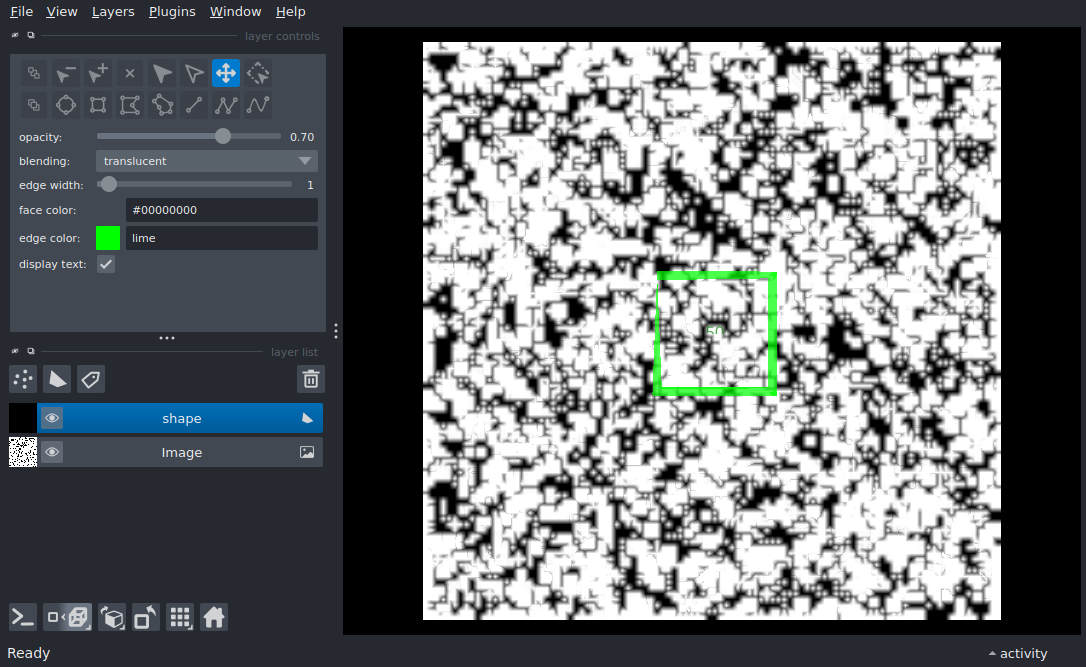 File View Layers Plugins Window Help
layer controls
opacity: 0.70
blending: translucent
edge width: 1
face color: #00000000
edge color: lime
display text:
layer list
shape
Image
Ready
activity